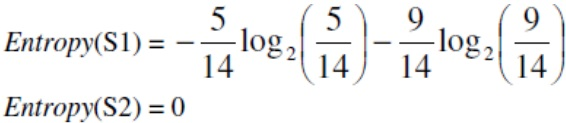 Entropy(S1) = − 5/14 log₂(5/14) − 9/14 log₂(9/14)
Entropy(S2) = 0